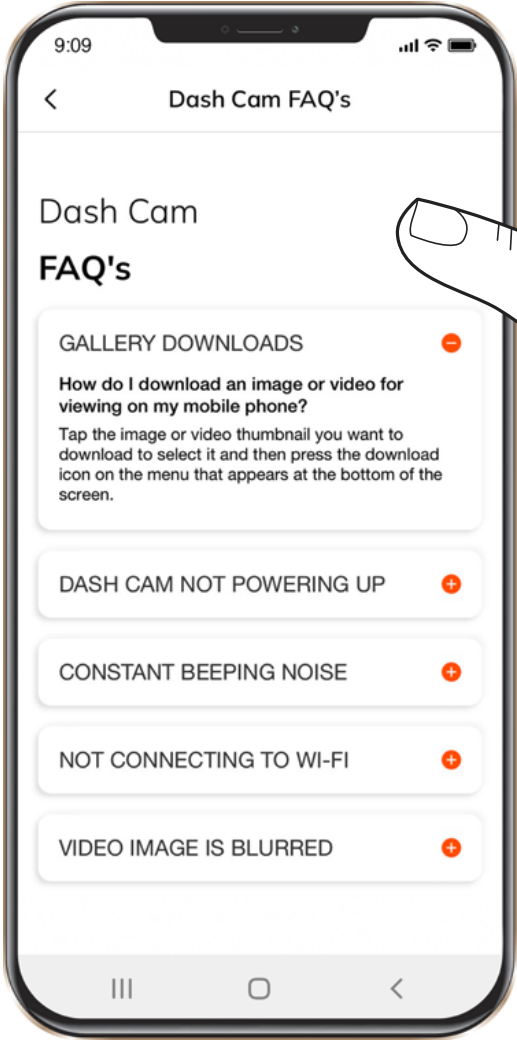 9:09
Dash Cam FAQ's
Dash Cam
FAQ's
GALLERY DOWNLOADS
How do I download an image or video for
viewing on my mobile phone?
Tap the image or video thumbnail you want to
download to select it and then press the download
icon on the menu that appears at the bottom of the
screen.
DASH CAM NOT POWERING UP
CONSTANT BEEPING NOISE
NOT CONNECTING TO WI-FI
VIDEO IMAGE IS BLURRED